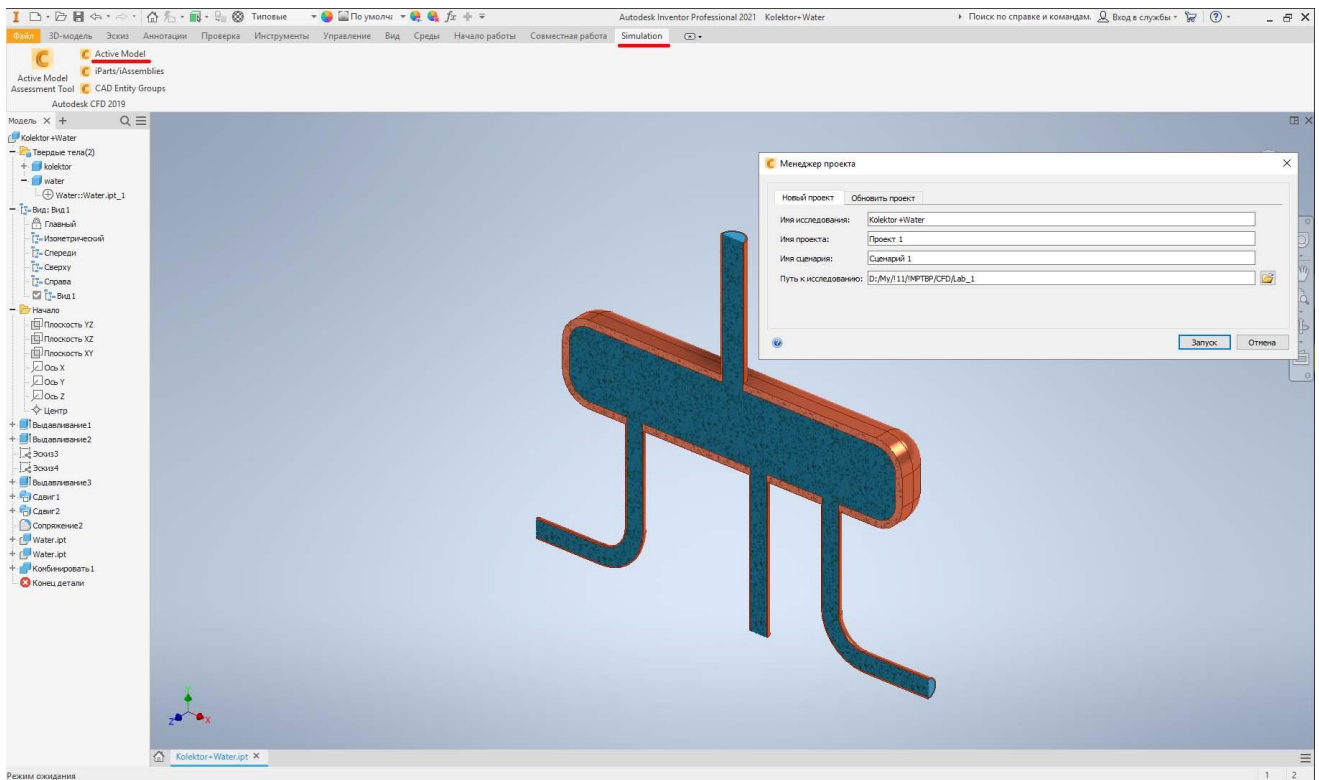 Типовые По умолча Autodesk Inventor Professional 2021 Kolektor+Water Поиск по справке и командам. Вход в службы
Файл 3D-модель Эскиз Аннотации Проверка Инструменты Управление Вид Среды Начало работы Совместная работа Simulation
Active Model
iParts/iAssemblies
CAD Entity Groups
Active Model
Assessment Tool
Autodesk CFD 2019
Модель
Kolektor+Water
Твердые тела(2)
kolektor
water
Water::Water.ipt_1
Вид: Вид1
Главный
Изометрический
Спереди
Сверху
Справа
Вид1
Начало
Плоскость YZ
Плоскость XZ
Плоскость XY
Ось X
Ось Y
Ось Z
Центр
Выдавливание1
Выдавливание2
Эскиз3
Эскиз4
Выдавливание3
Сдвиг1
Сдвиг2
Сопряжение2
Water.ipt
Water.ipt
Комбинировать1
Конец детали
Менеджер проекта
Новый проект Обновить проект
Имя исследования: Kolektor+Water
Имя проекта: Проект 1
Имя сценария: Сценарий 1
Путь к исследованию: D:/My/!11/!MPTBP/CFD/Lab_1
Запуск Отмена
Y
Z X
Kolektor+Water.ipt
Режим ожидания 1 2